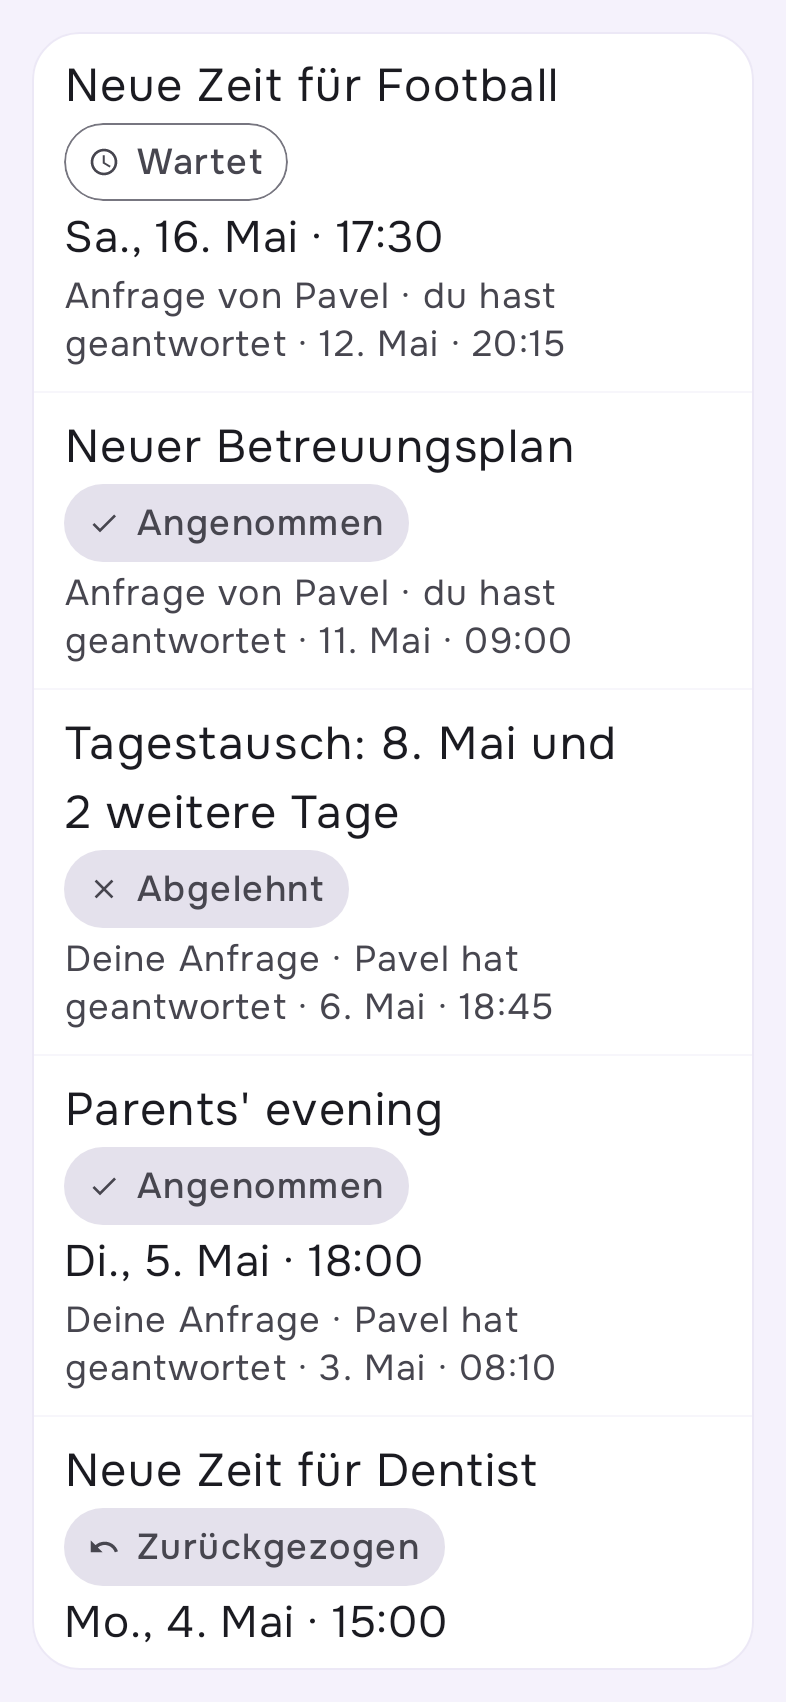 Neue Zeit für Football
Wartet
Sa., 16. Mai · 17:30
Anfrage von Pavel · du hast
geantwortet · 12. Mai · 20:15
Neuer Betreuungsplan
Angenommen
Anfrage von Pavel · du hast
geantwortet · 11. Mai · 09:00
Tagestausch: 8. Mai und
2 weitere Tage
Abgelehnt
Deine Anfrage · Pavel hat
geantwortet · 6. Mai · 18:45
Parents' evening
Angenommen
Di., 5. Mai · 18:00
Deine Anfrage · Pavel hat
geantwortet · 3. Mai · 08:10
Neue Zeit für Dentist
Zurückgezogen
Mo., 4. Mai · 15:00